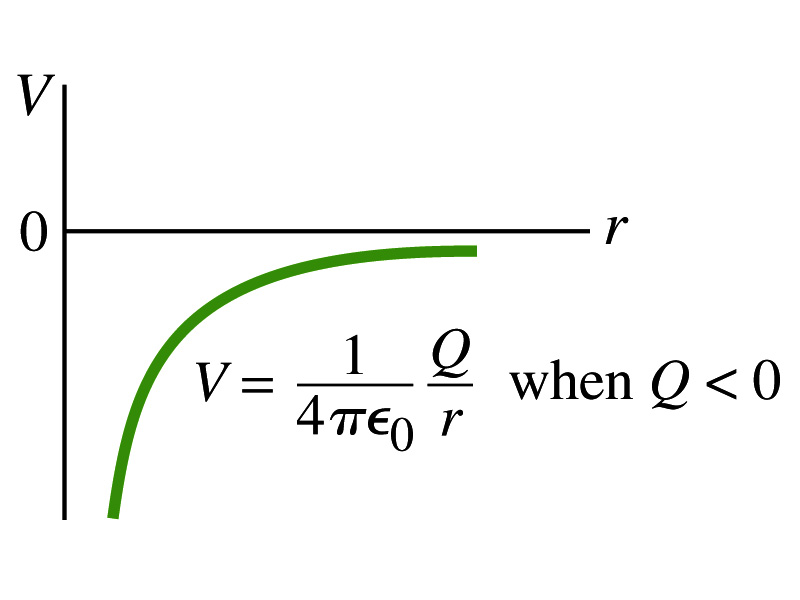 V
0
r
V = 1/4πϵ₀ Q/r when Q < 0